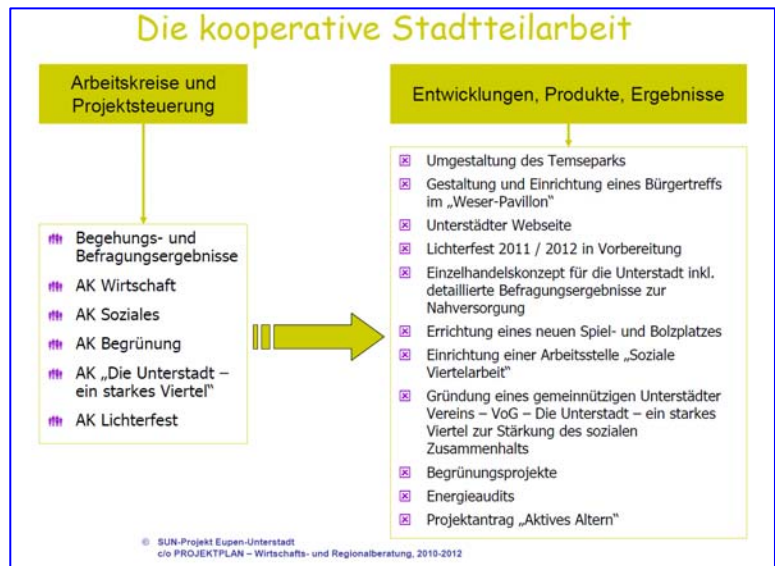 Die kooperative Stadtteilarbeit
Arbeitskreise und
Projektsteuerung
Begehungs- und
Befragungsergebnisse
AK Wirtschaft
AK Soziales
AK Begrünung
AK „Die Unterstadt –
ein starkes Viertel“
AK Lichterfest
Entwicklungen, Produkte, Ergebnisse
Umgestaltung des Temseparks
Gestaltung und Einrichtung eines Bürgertreffs
im „Weser-Pavillon“
Unterstädter Webseite
Lichterfest 2011 / 2012 in Vorbereitung
Einzelhandelskonzept für die Unterstadt inkl.
detaillierte Befragungsergebnisse zur
Nahversorgung
Errichtung eines neuen Spiel- und Bolzplatzes
Einrichtung einer Arbeitsstelle „Soziale
Viertelarbeit“
Gründung eines gemeinnützigen Unterstädter
Vereins – VoG – Die Unterstadt – ein starkes
Viertel zur Stärkung des sozialen
Zusammenhalts
Begrünungsprojekte
Energieaudits
Projektantrag „Aktives Altern“
© SUN-Projekt Eupen-Unterstadt
c/o PROJEKTPLAN – Wirtschafts- und Regionalberatung, 2010-2012